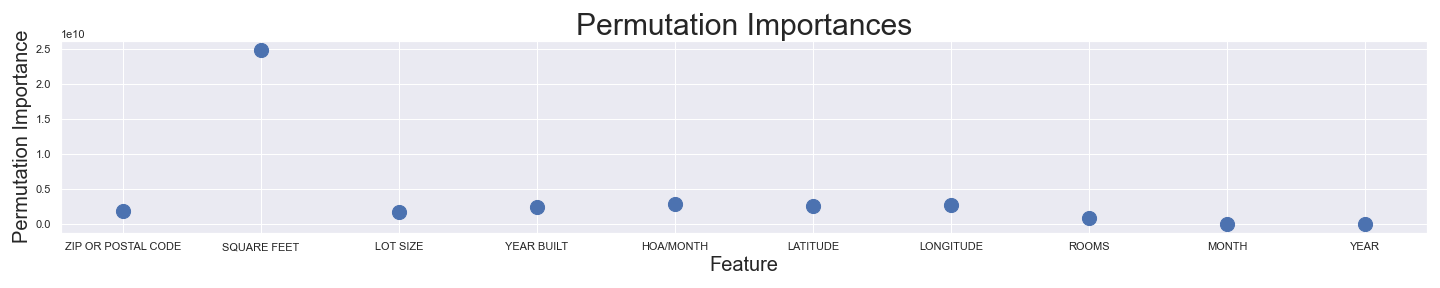 Permutation Importances
1e10
Permutation Importance
2.5
2.0
1.5
1.0
0.5
0.0
ZIP OR POSTAL CODE SQUARE FEET LOT SIZE YEAR BUILT HOA/MONTH LATITUDE LONGITUDE ROOMS MONTH YEAR
Feature